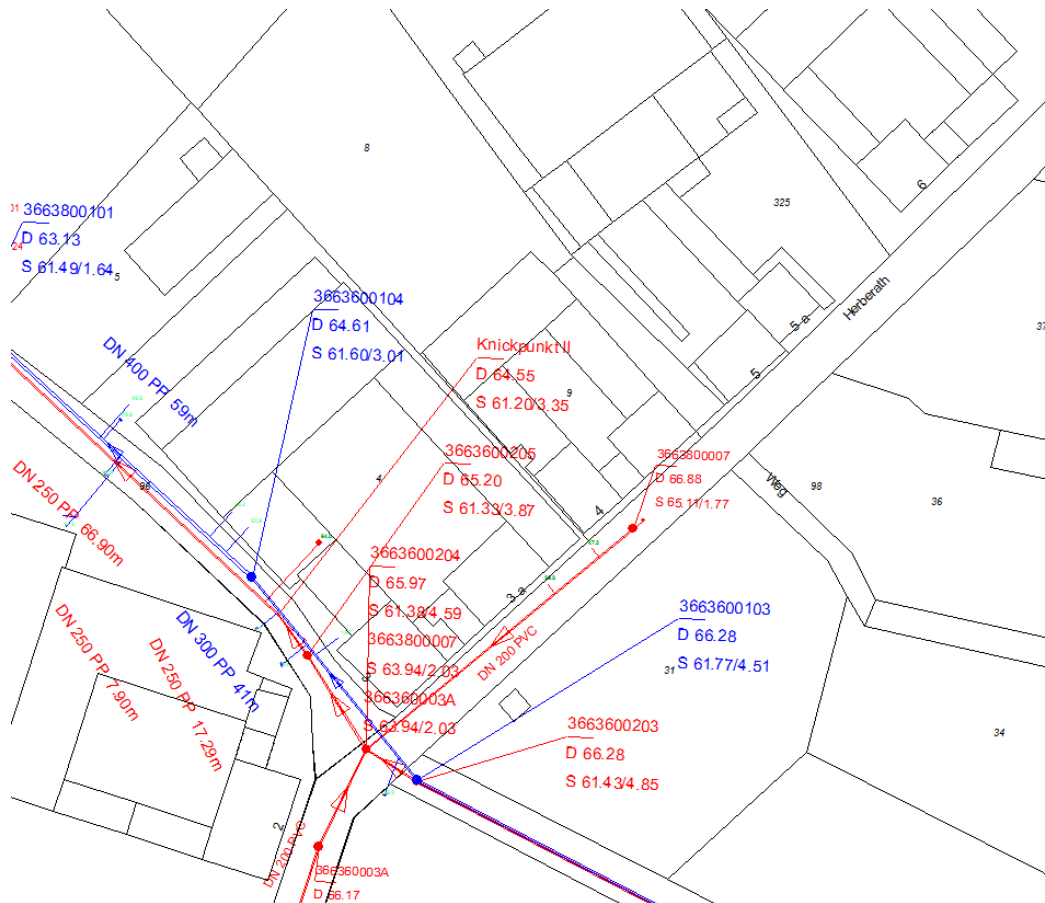 8
325
6
01
3663800101
24
D 63.13
S 61.49/1.64
5
3663600104
D 64.61
S 61.60/3.01
Herberath
5-a
37
DN 400 PP 59m
Knickpunkt II
D 64.55
S 61.20/3.35
9
5
3663600205
D 65.20
S 61.33/3.87
3663800007
D 66.88
S 65.11/1.77
Weg
98
36
4
4
DN 250 PP 66.90m
96
3663600204
D 65.97
S 61.38/4.59
3663800007
S 63.94/2.03
366360003A
S 63.94/2.03
3-a
DN 200 PVC
3663600103
D 66.28
S 61.77/4.51
31
DN 250 PP 7.90m
DN 250 PP 17.29m
DN 300 PP 41m
3663600203
D 66.28
S 61.43/4.85
34
2
DN 200 PVC
366360003A
D 66.17